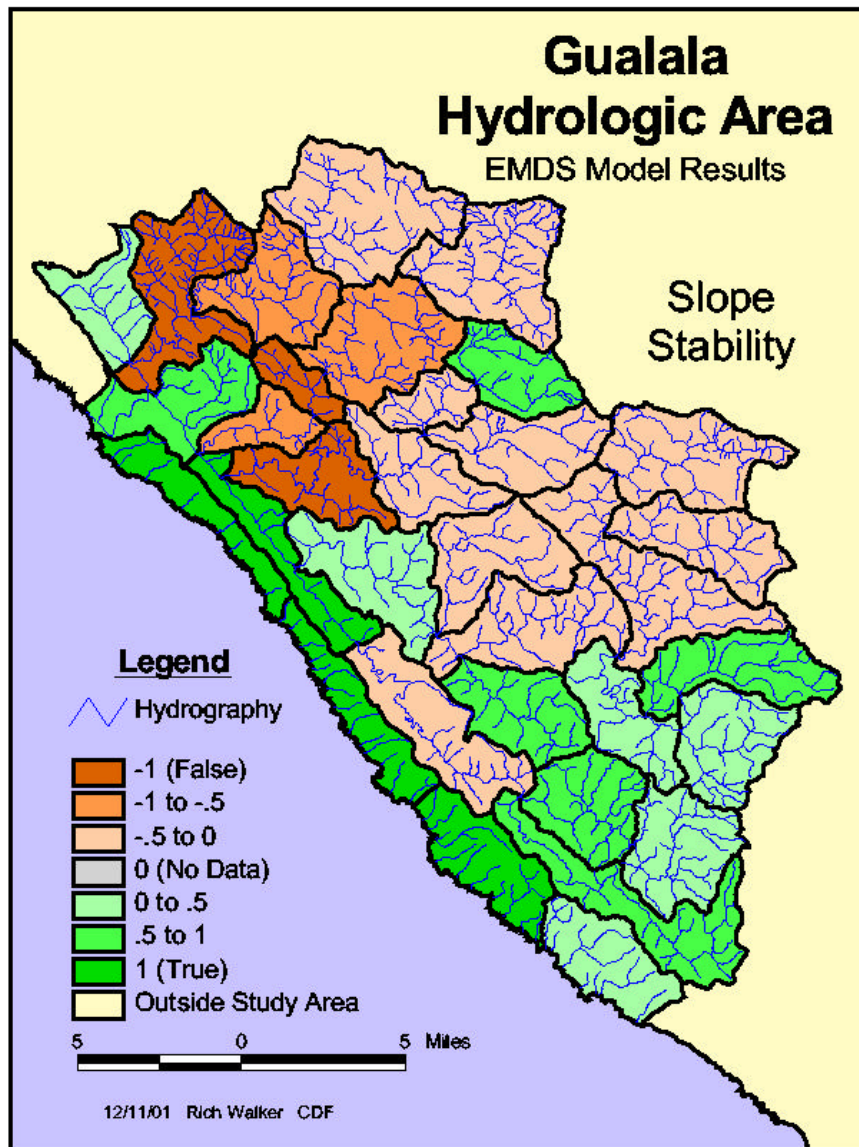 Gualala
Hydrologic Area
EMDS Model Results
Slope
Stability
Legend
Hydrography
-1 (False)
-1 to -.5
-.5 to 0
0 (No Data)
0 to .5
.5 to 1
1 (True)
Outside Study Area
5 0 5 Miles
12/11/01 Rich Walker CDF